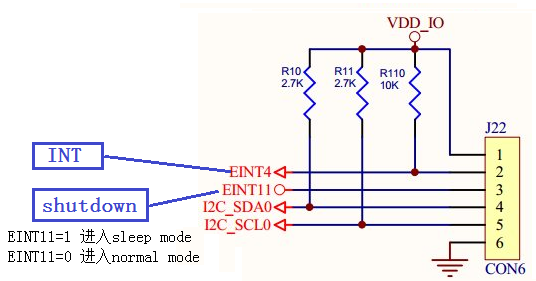 VDD_IO
R10
2.7K
R11
2.7K
R110
10K
J22
INT
EINT4
1
2
shutdown
EINT11
3
I2C_SDA0
4
I2C_SCL0
5
6
EINT11=1 进入sleep mode
EINT11=0 进入normal mode
CON6